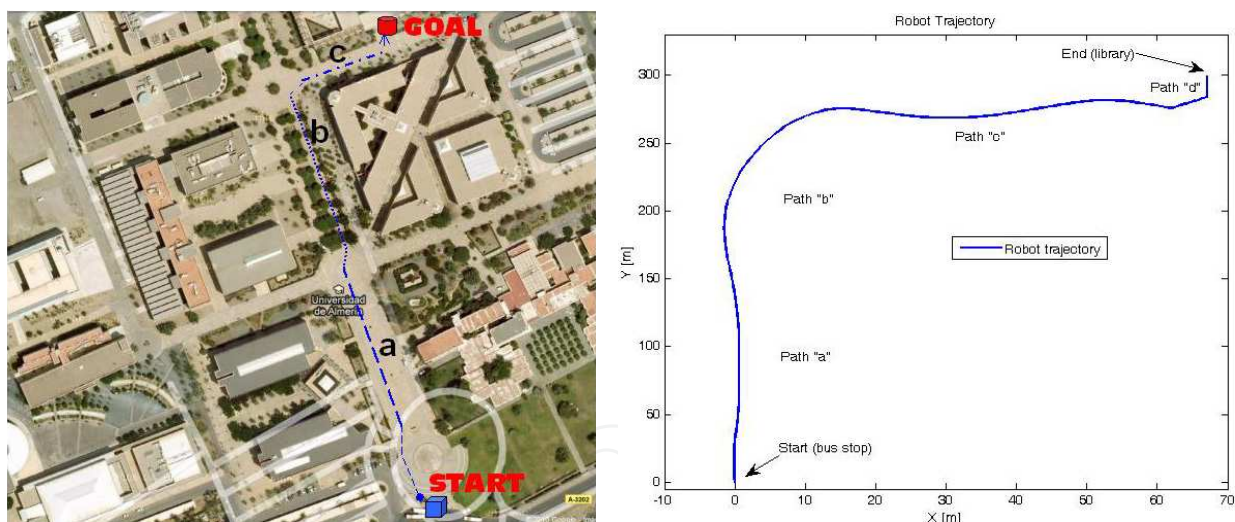 GOAL
c
b
Universidad
de Almería
a
START
A-3202
Robot Trajectory
End (library)
Path "d"
Path "c"
Path "b"
Robot trajectory
Path "a"
Start (bus stop)
Y [m]
300
250
200
150
100
50
0
-10 0 10 20 30 40 50 60 70
X [m]